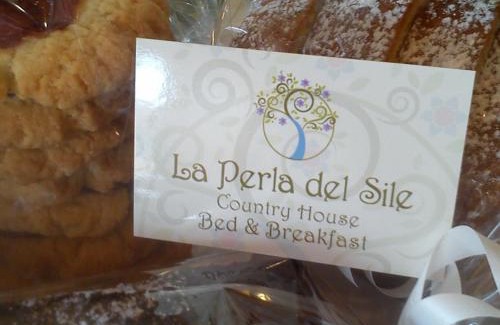 La Perla del Sile
Country House
Bed & Breakfast